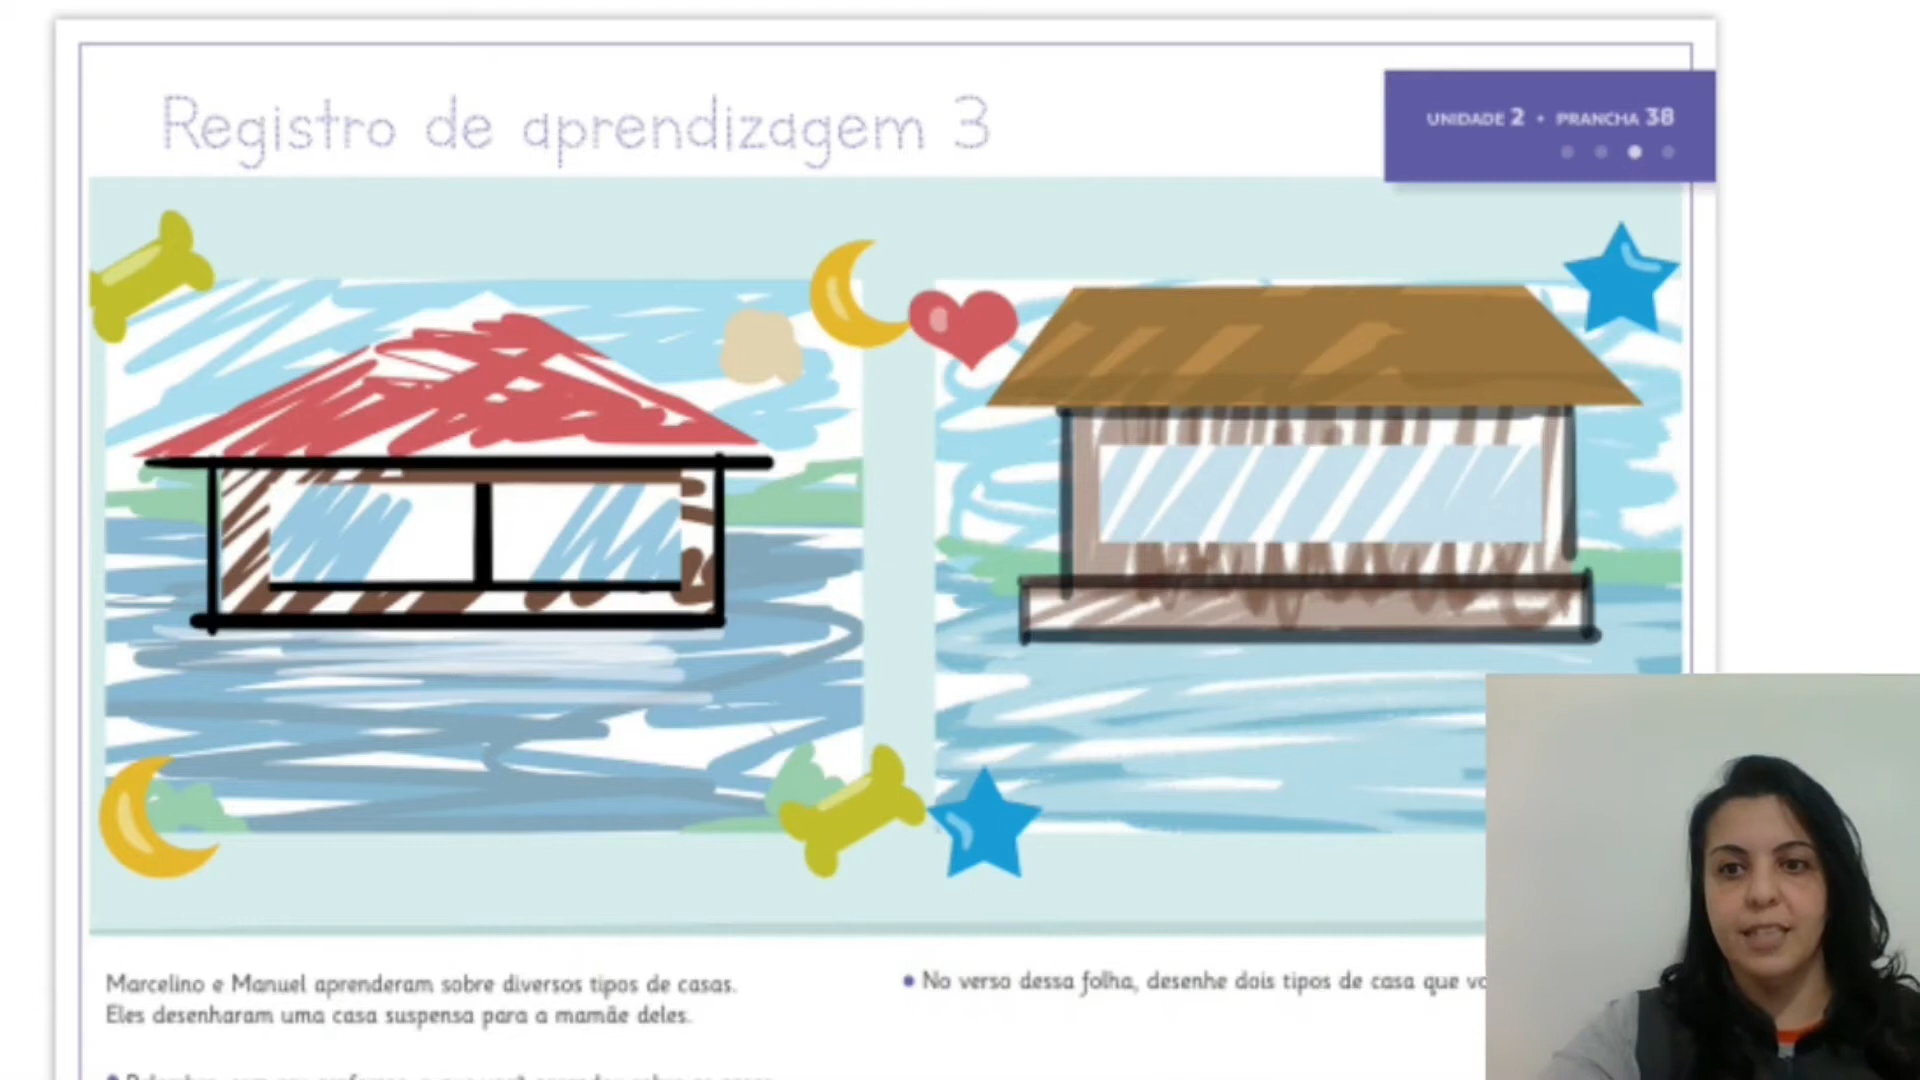 Registro de aprendizagem 3
UNIDADE 2 • PRANCHA 38
Marcelino e Manuel aprenderam sobre diversos tipos de casas.
Eles desenharam uma casa suspensa para a mamãe deles.
• No verso dessa folha, desenhe dois tipos de casa que